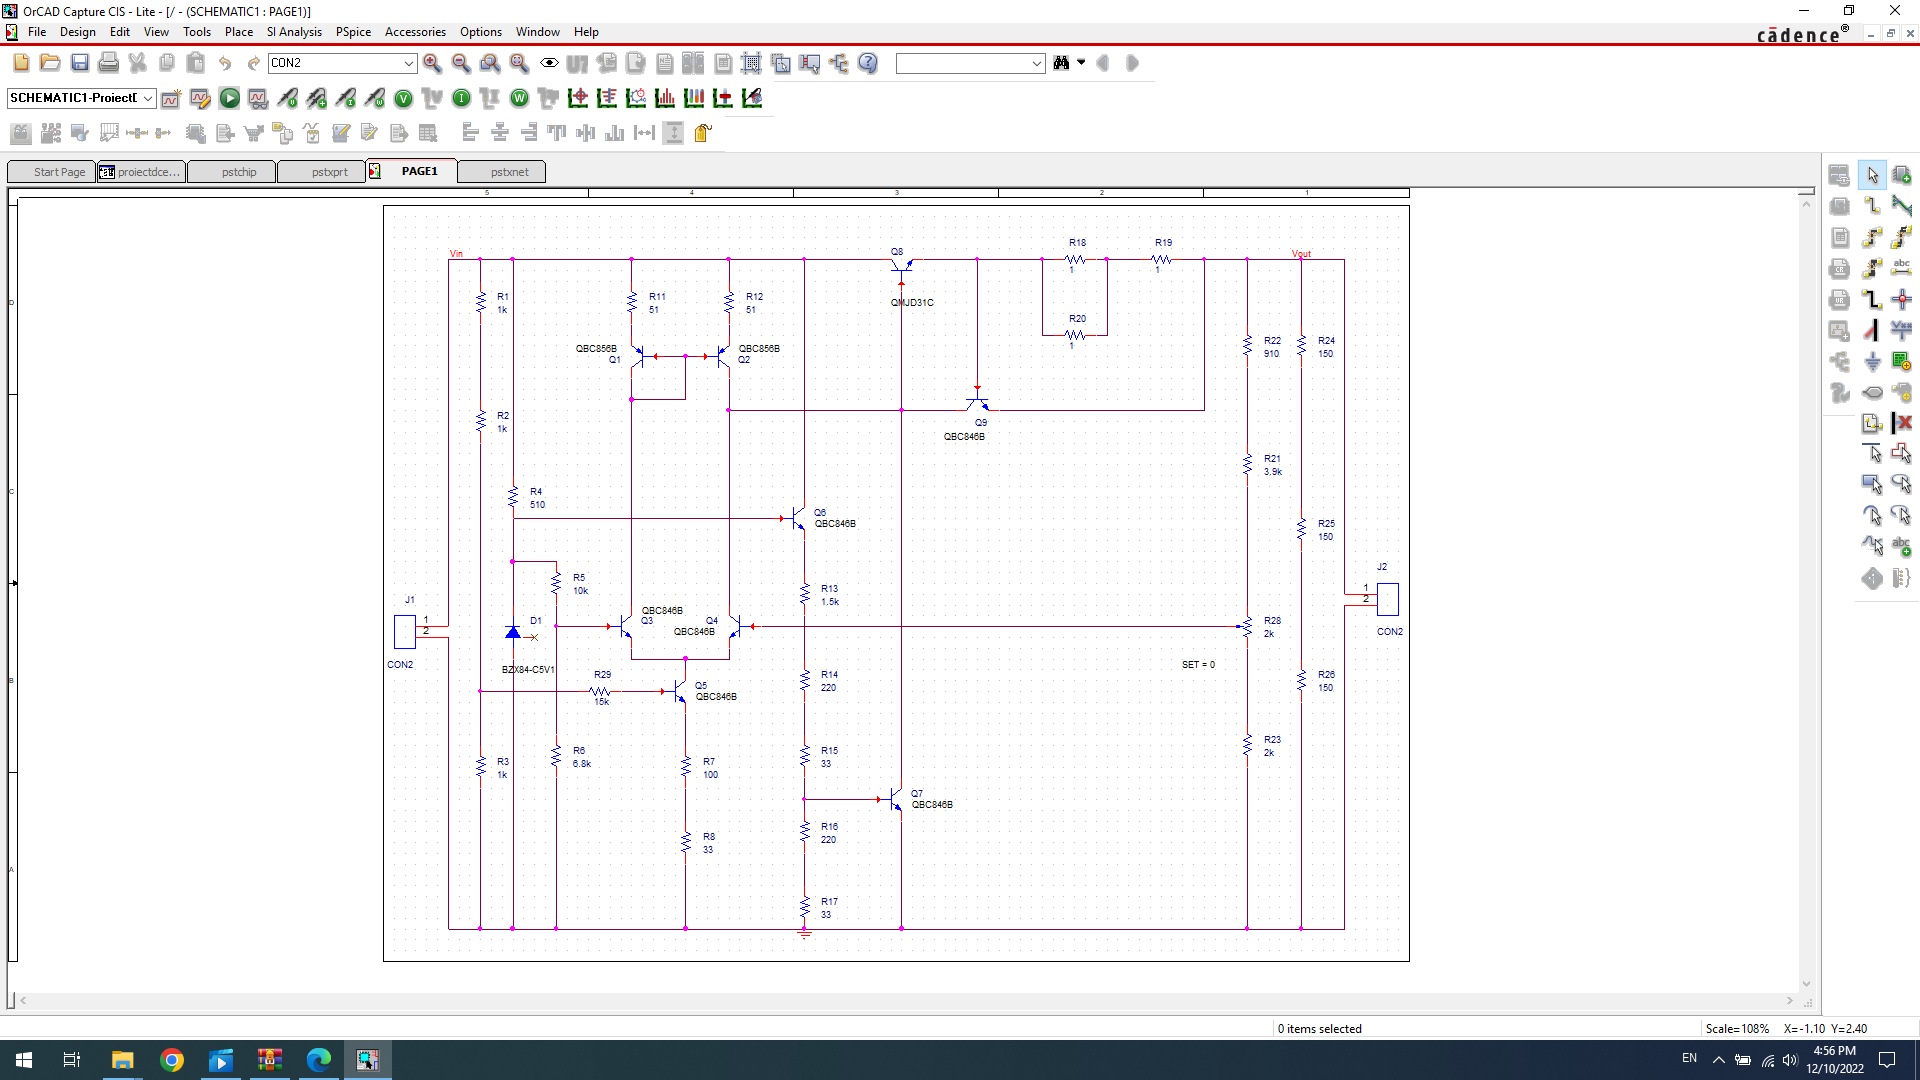 OrCAD Capture CIS - Lite - [/ - (SCHEMATIC1 : PAGE1)]
File Design Edit View Tools Place SI Analysis PSpice Accessories Options Window Help
cādence®
CON2
SCHEMATIC1-ProiectD
Start Page
proiectdce...
pstchip
pstxprt
PAGE1
pstxnet
5 4 3 2 1
D
C
B
A
Vin
Vout
Q8
QMJD31C
R18
1
R19
1
R20
1
R1
1k
R11
51
R12
51
QBC856B
Q1
QBC856B
Q2
R22
910
R24
150
R2
1k
Q9
QBC846B
R21
3.9k
R4
510
Q6
QBC846B
R25
150
J1
1
2
CON2
R5
10k
D1
BZX84-C5V1
QBC846B
Q3
Q4
QBC846B
R13
1.5k
R28
2k
SET = 0
J2
1
2
CON2
R29
15k
Q5
QBC846B
R14
220
R26
150
R3
1k
R6
6.8k
R7
100
R15
33
R23
2k
Q7
QBC846B
R8
33
R16
220
R17
33
0 items selected
Scale=108% X=-1.10 Y=2.40
EN
4:56 PM
12/10/2022